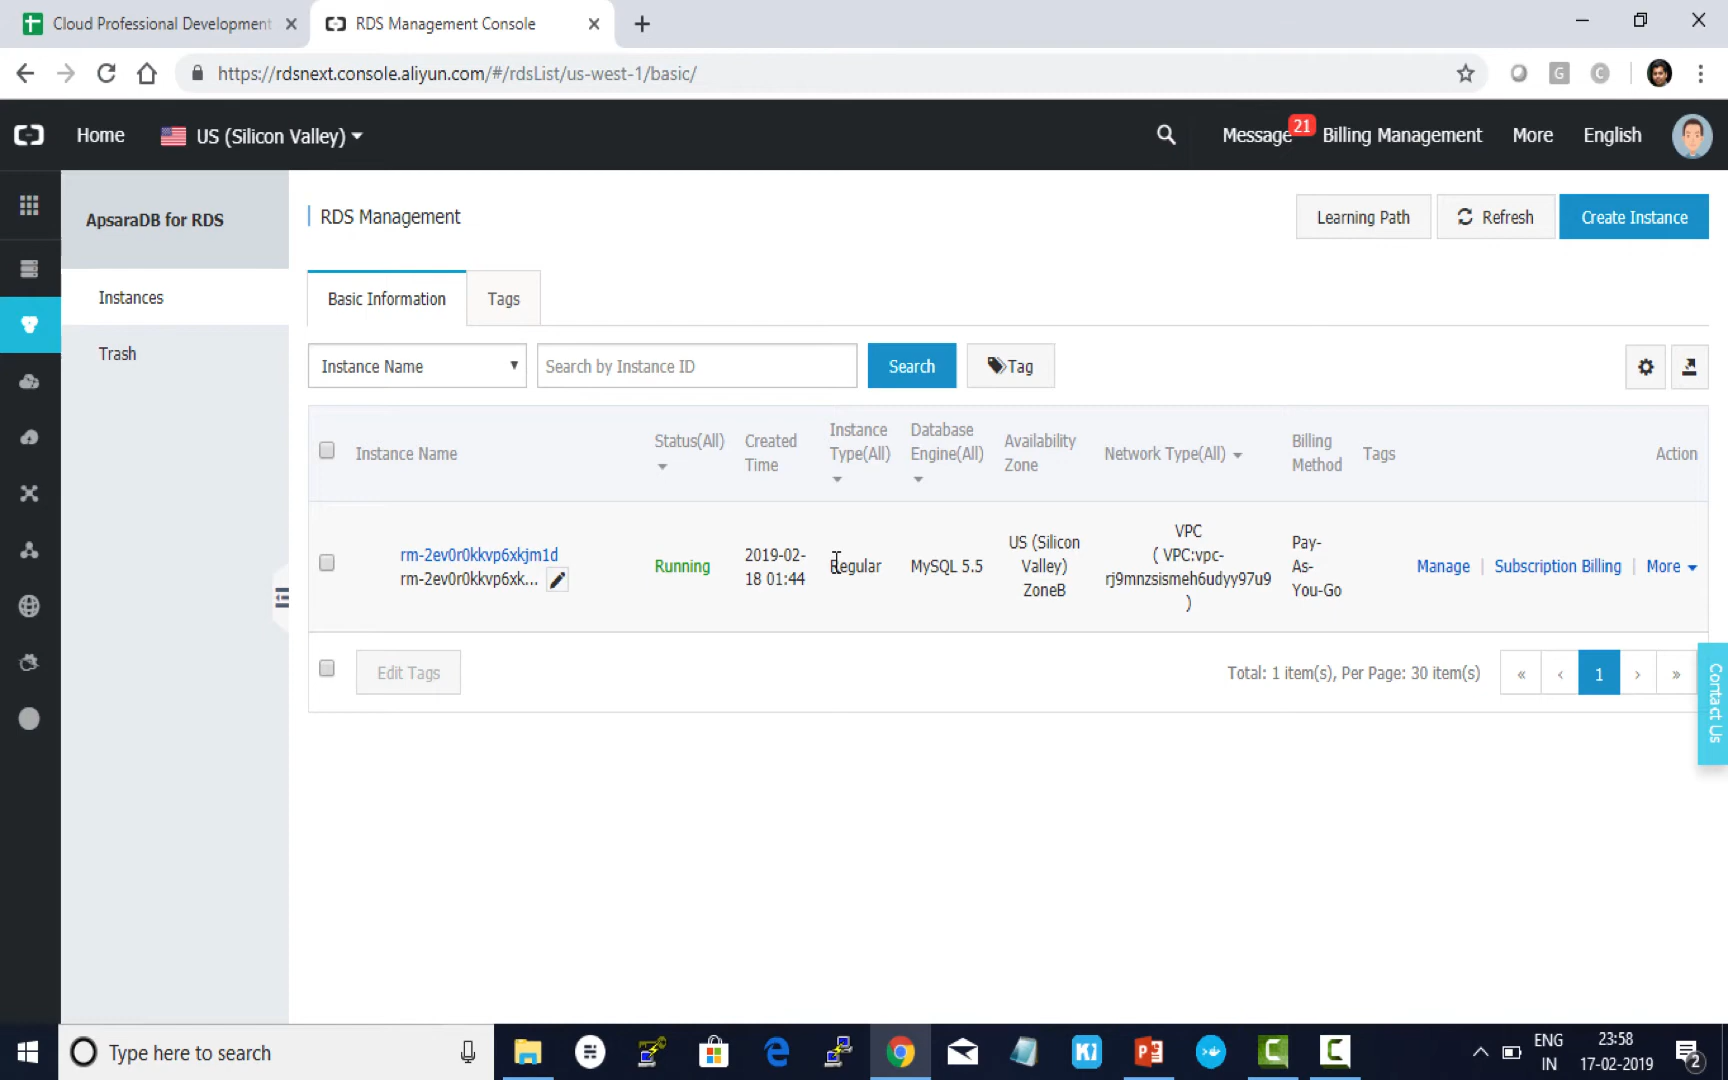 Cloud Professional Development
RDS Management Console
https://rdsnext.console.aliyun.com/#/rdsList/us-west-1/basic/
Home
US (Silicon Valley)
Message
21
Billing Management
More
English
ApsaraDB for RDS
Instances
Trash
RDS Management
Learning Path
Refresh
Create Instance
Basic Information
Tags
Instance Name
Search by Instance ID
Search
Tag
Instance Name
Status(All)
Created
Time
Instance
Type(All)
Database
Engine(All)
Availability
Zone
Network Type(All)
Billing
Method
Tags
Action
rm-2ev0r0kkvp6xkjm1d
rm-2ev0r0kkvp6xk...
Running
2019-02-
18 01:44
Regular
MySQL 5.5
US (Silicon
Valley)
ZoneB
VPC
( VPC:vpc-
rj9mnzsismeh6udyy97u9
)
Pay-
As-
You-Go
Manage
Subscription Billing
More
Edit Tags
Total: 1 item(s), Per Page: 30 item(s)
«
‹
1
›
»
Contact Us
Type here to search
ENG
IN
23:58
17-02-2019
2